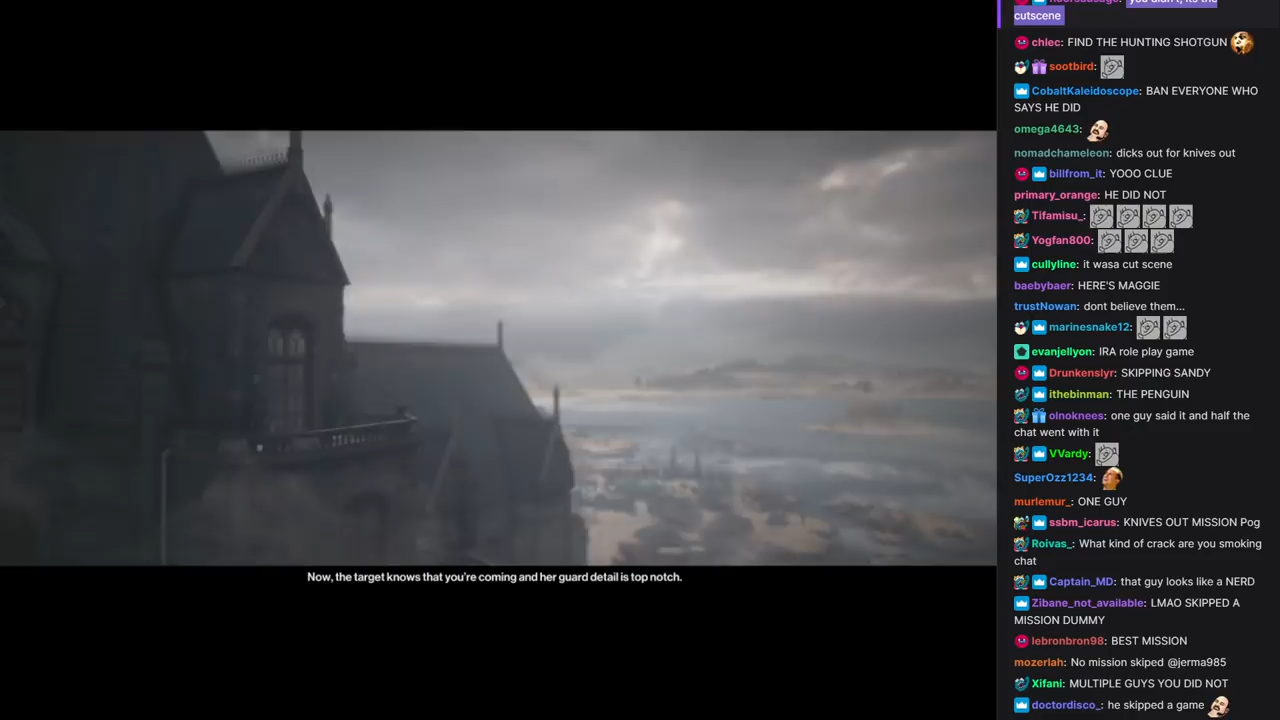 cutscene
chlec: FIND THE HUNTING SHOTGUN
sootbird:
CobaltKaleidoscope: BAN EVERYONE WHO
SAYS HE DID
omega4643:
nomadchameleon: dicks out for knives out
billfrom_it: YOOO CLUE
primary_orange: HE DID NOT
Tifamisu_:
Yogfan800:
cullyline: it wasa cut scene
baebybaer: HERE'S MAGGIE
trustNowan: dont believe them...
marinesnake12:
evanjellyon: IRA role play game
Drunkenslyr: SKIPPING SANDY
ithebinman: THE PENGUIN
olnoknees: one guy said it and half the
chat went with it
VVardy:
SuperOzz1234:
murlemur_: ONE GUY
ssbm_icarus: KNIVES OUT MISSION Pog
Roivas_: What kind of crack are you smoking
chat
Captain_MD: that guy looks like a NERD
Zibane_not_available: LMAO SKIPPED A
MISSION DUMMY
lebronbron98: BEST MISSION
mozerlah: No mission skiped @jerma985
Xifani: MULTIPLE GUYS YOU DID NOT
doctordisco_: he skipped a game
Now, the target knows that you're coming and her guard detail is top notch.